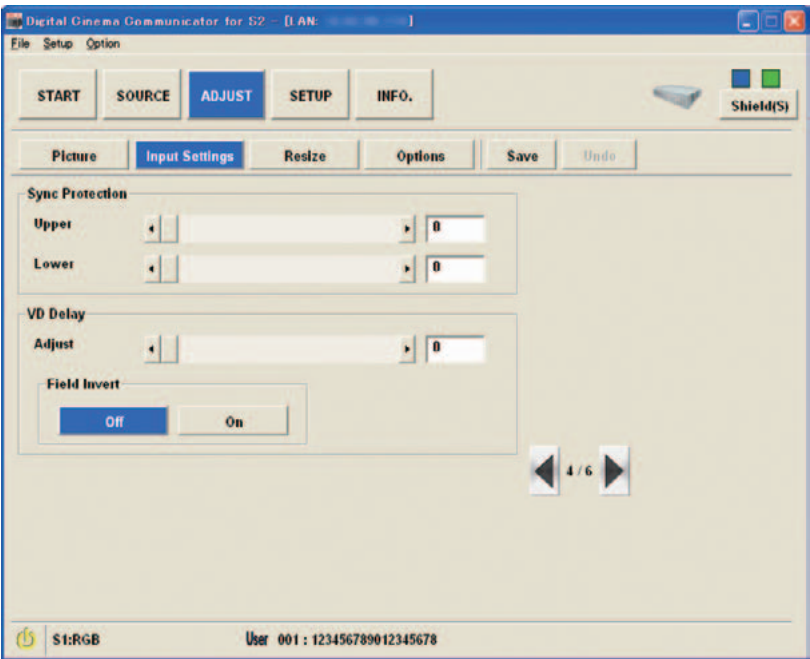 Digital Cinema Communicator for S2 - [LAN: ]
File Setup Option
START SOURCE ADJUST SETUP INFO. Shield(S)
Picture Input Settings Resize Options Save Undo
Sync Protection
Upper 0
Lower 0
VD Delay
Adjust 0
Field Invert
Off On
4 / 6
S1:RGB User 001 : 123456789012345678